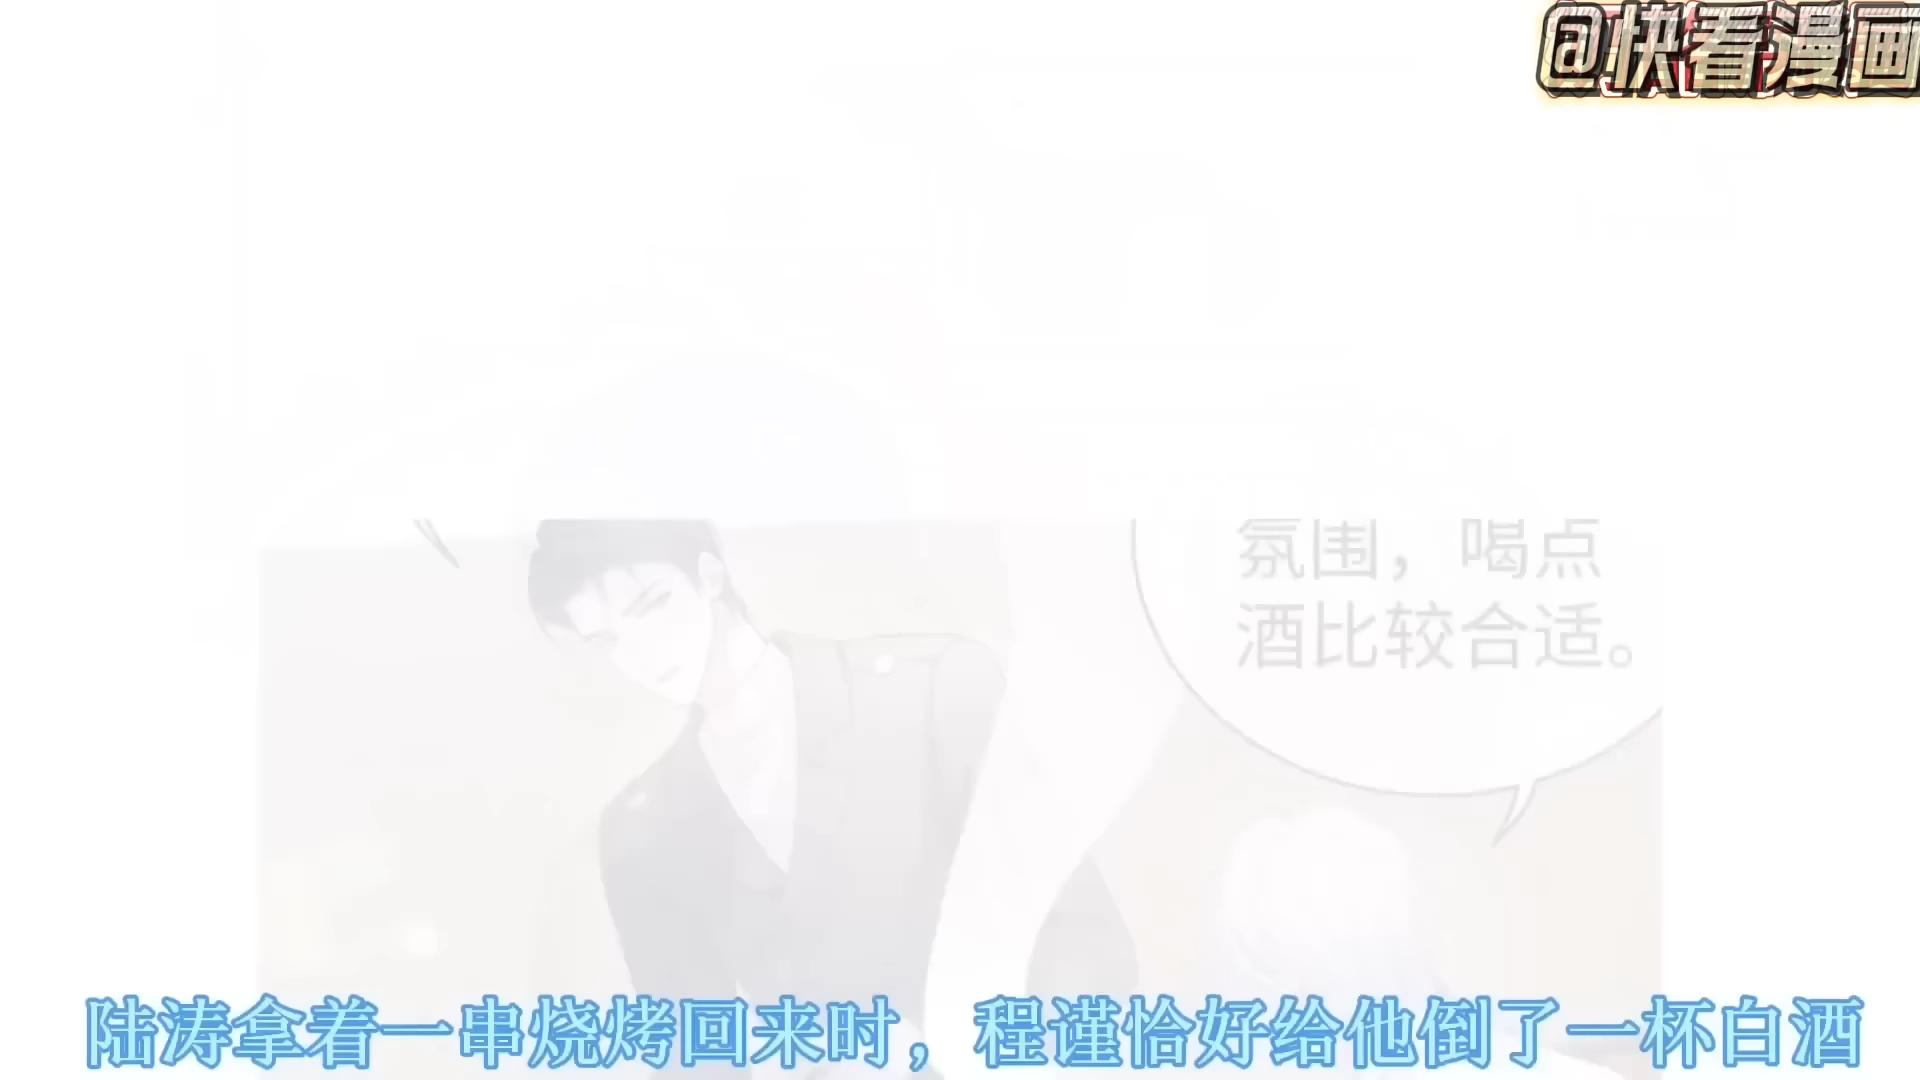 @快看漫画
氛围，喝点
酒比较合适。
陆涛拿着一串烧烤回来时，程谨恰好给他倒了一杯白酒